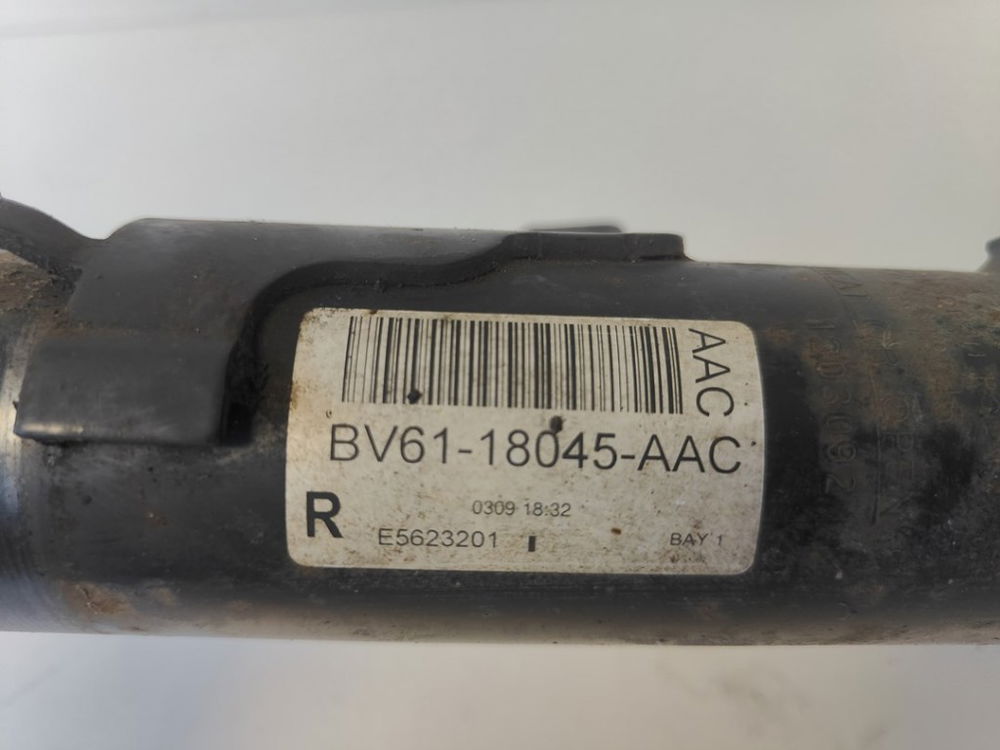 AAC
BV61-18045-AAC
R
0309 18:32
E5623201
BAY 1